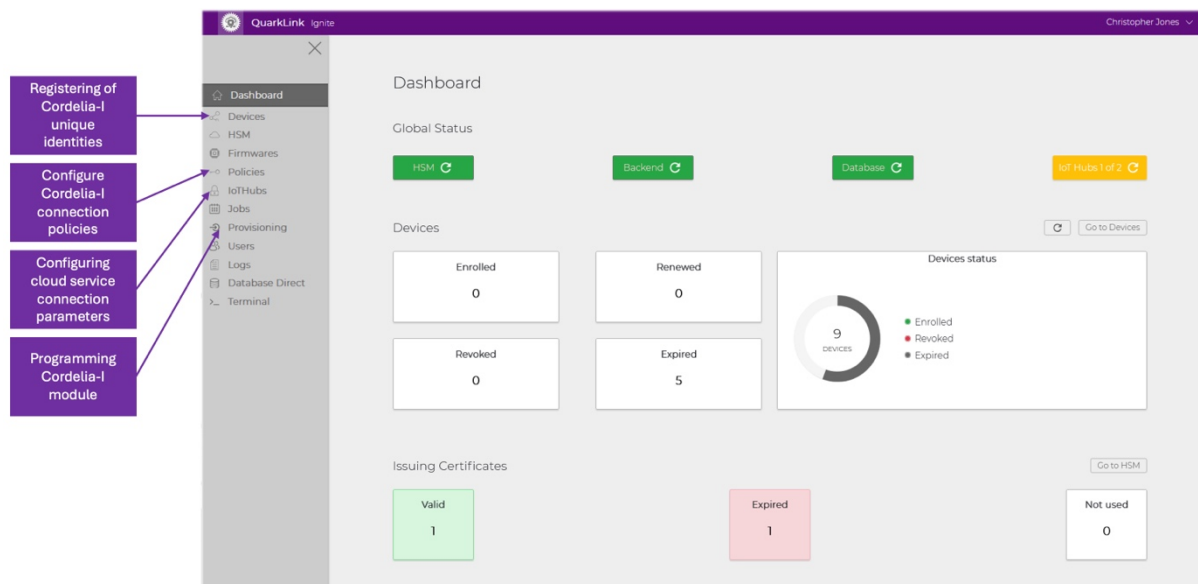 QuarkLink Ignite
Christopher Jones
Registering of
Cordelia-I
unique
identities
Configure
Cordelia-I
connection
policies
Configuring
cloud service
connection
parameters
Programming
Cordelia-I
module
Dashboard
Devices
HSM
Firmwares
Policies
IoTHubs
Jobs
Provisioning
Users
Logs
Database Direct
Terminal
Dashboard
Global Status
HSM
Backend
Database
IoT Hubs 1 of 2
Devices
Go to Devices
Enrolled
0
Renewed
0
Revoked
0
Expired
5
Devices status
9
DEVICES
Enrolled
Revoked
Expired
Issuing Certificates
Go to HSM
Valid
1
Expired
1
Not used
0